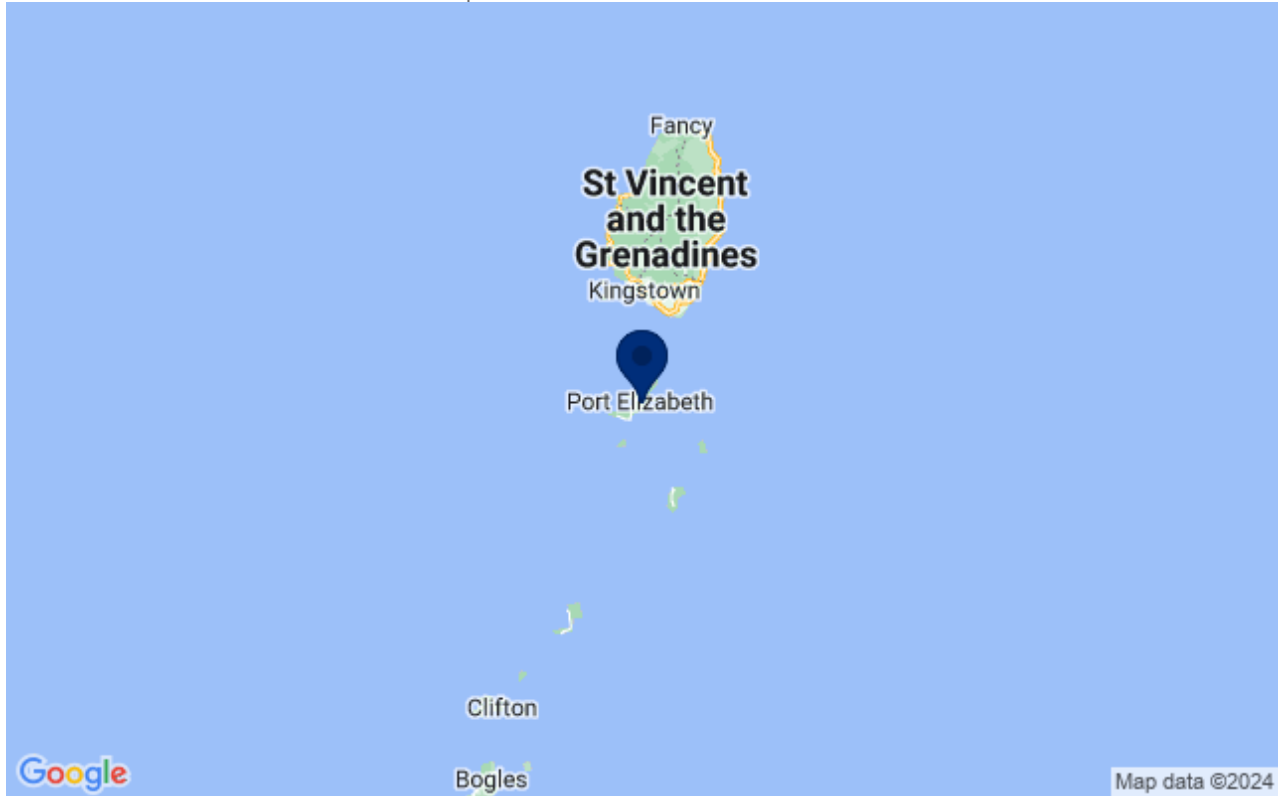 Fancy
St Vincent
and the
Grenadines
Kingstown
Port Elizabeth
Clifton
Bogles
Google
Map data ©2024